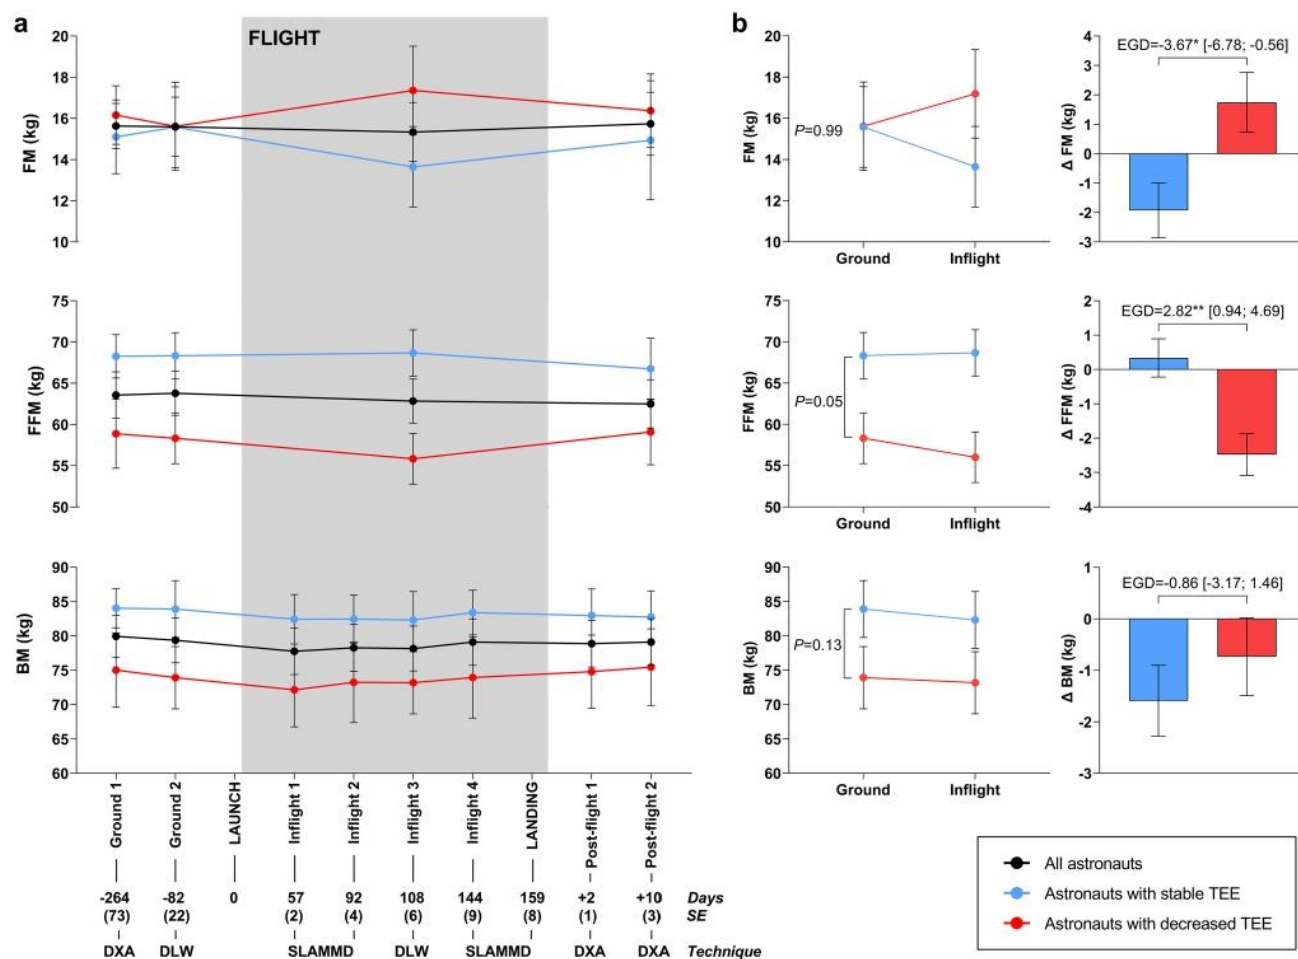 a
FLIGHT
FM (kg)
20
18
16
14
12
10
FFM (kg)
75
70
65
60
55
50
BM (kg)
90
85
80
75
70
65
60
Ground 1
Ground 2
LAUNCH
Inflight 1
Inflight 2
Inflight 3
Inflight 4
LANDING
Post-flight 1
Post-flight 2
-264 -82 0 57 92 108 144 159 +2 +10 Days
(73) (22) (2) (4) (6) (9) (8) (1) (3) SE
DXA DLW SLAMMD DLW SLAMMD DXA DXA Technique
b
FM (kg)
20
18
16
14
12
10
P=0.99
Ground Inflight
Δ FM (kg)
4
3
2
1
0
-1
-2
-3
EGD=-3.67* [-6.78; -0.56]
FFM (kg)
75
70
65
60
55
50
P=0.05
Ground Inflight
Δ FFM (kg)
2
1
0
-1
-2
-3
-4
EGD=2.82** [0.94; 4.69]
BM (kg)
90
85
80
75
70
65
60
P=0.13
Ground Inflight
Δ BM (kg)
1
0
-1
-2
-3
EGD=-0.86 [-3.17; 1.46]
All astronauts
Astronauts with stable TEE
Astronauts with decreased TEE